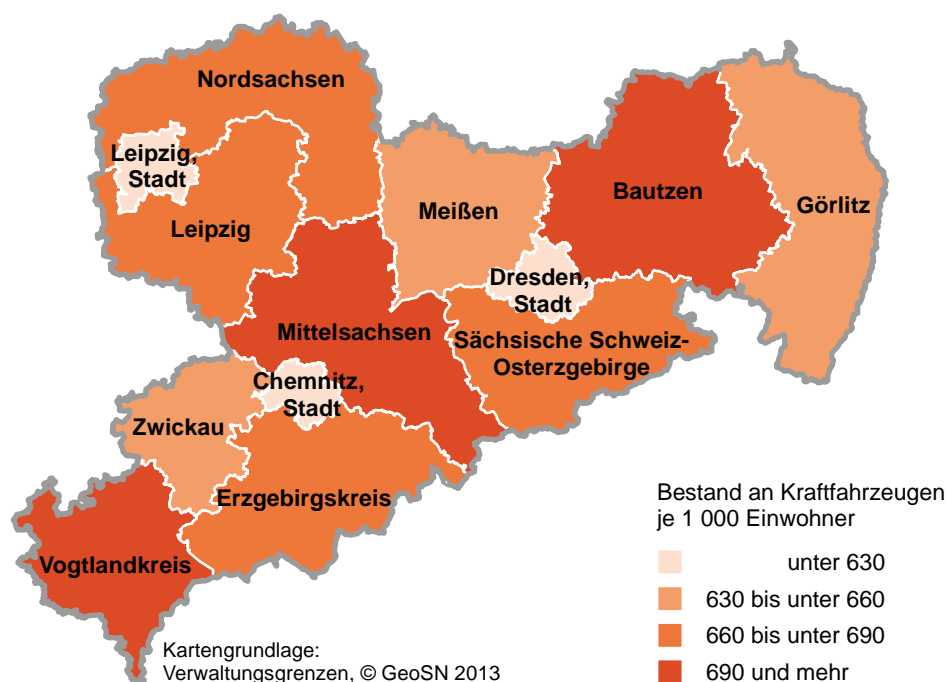 Nordsachsen
Leipzig,
Stadt
Leipzig
Meißen
Bautzen
Görlitz
Dresden,
Stadt
Mittelsachsen
Sächsische Schweiz-
Osterzgebirge
Chemnitz,
Stadt
Zwickau
Erzgebirgskreis
Vogtlandkreis
Bestand an Kraftfahrzeugen
je 1 000 Einwohner
unter 630
630 bis unter 660
660 bis unter 690
690 und mehr
Kartengrundlage:
Verwaltungsgrenzen, © GeoSN 2013